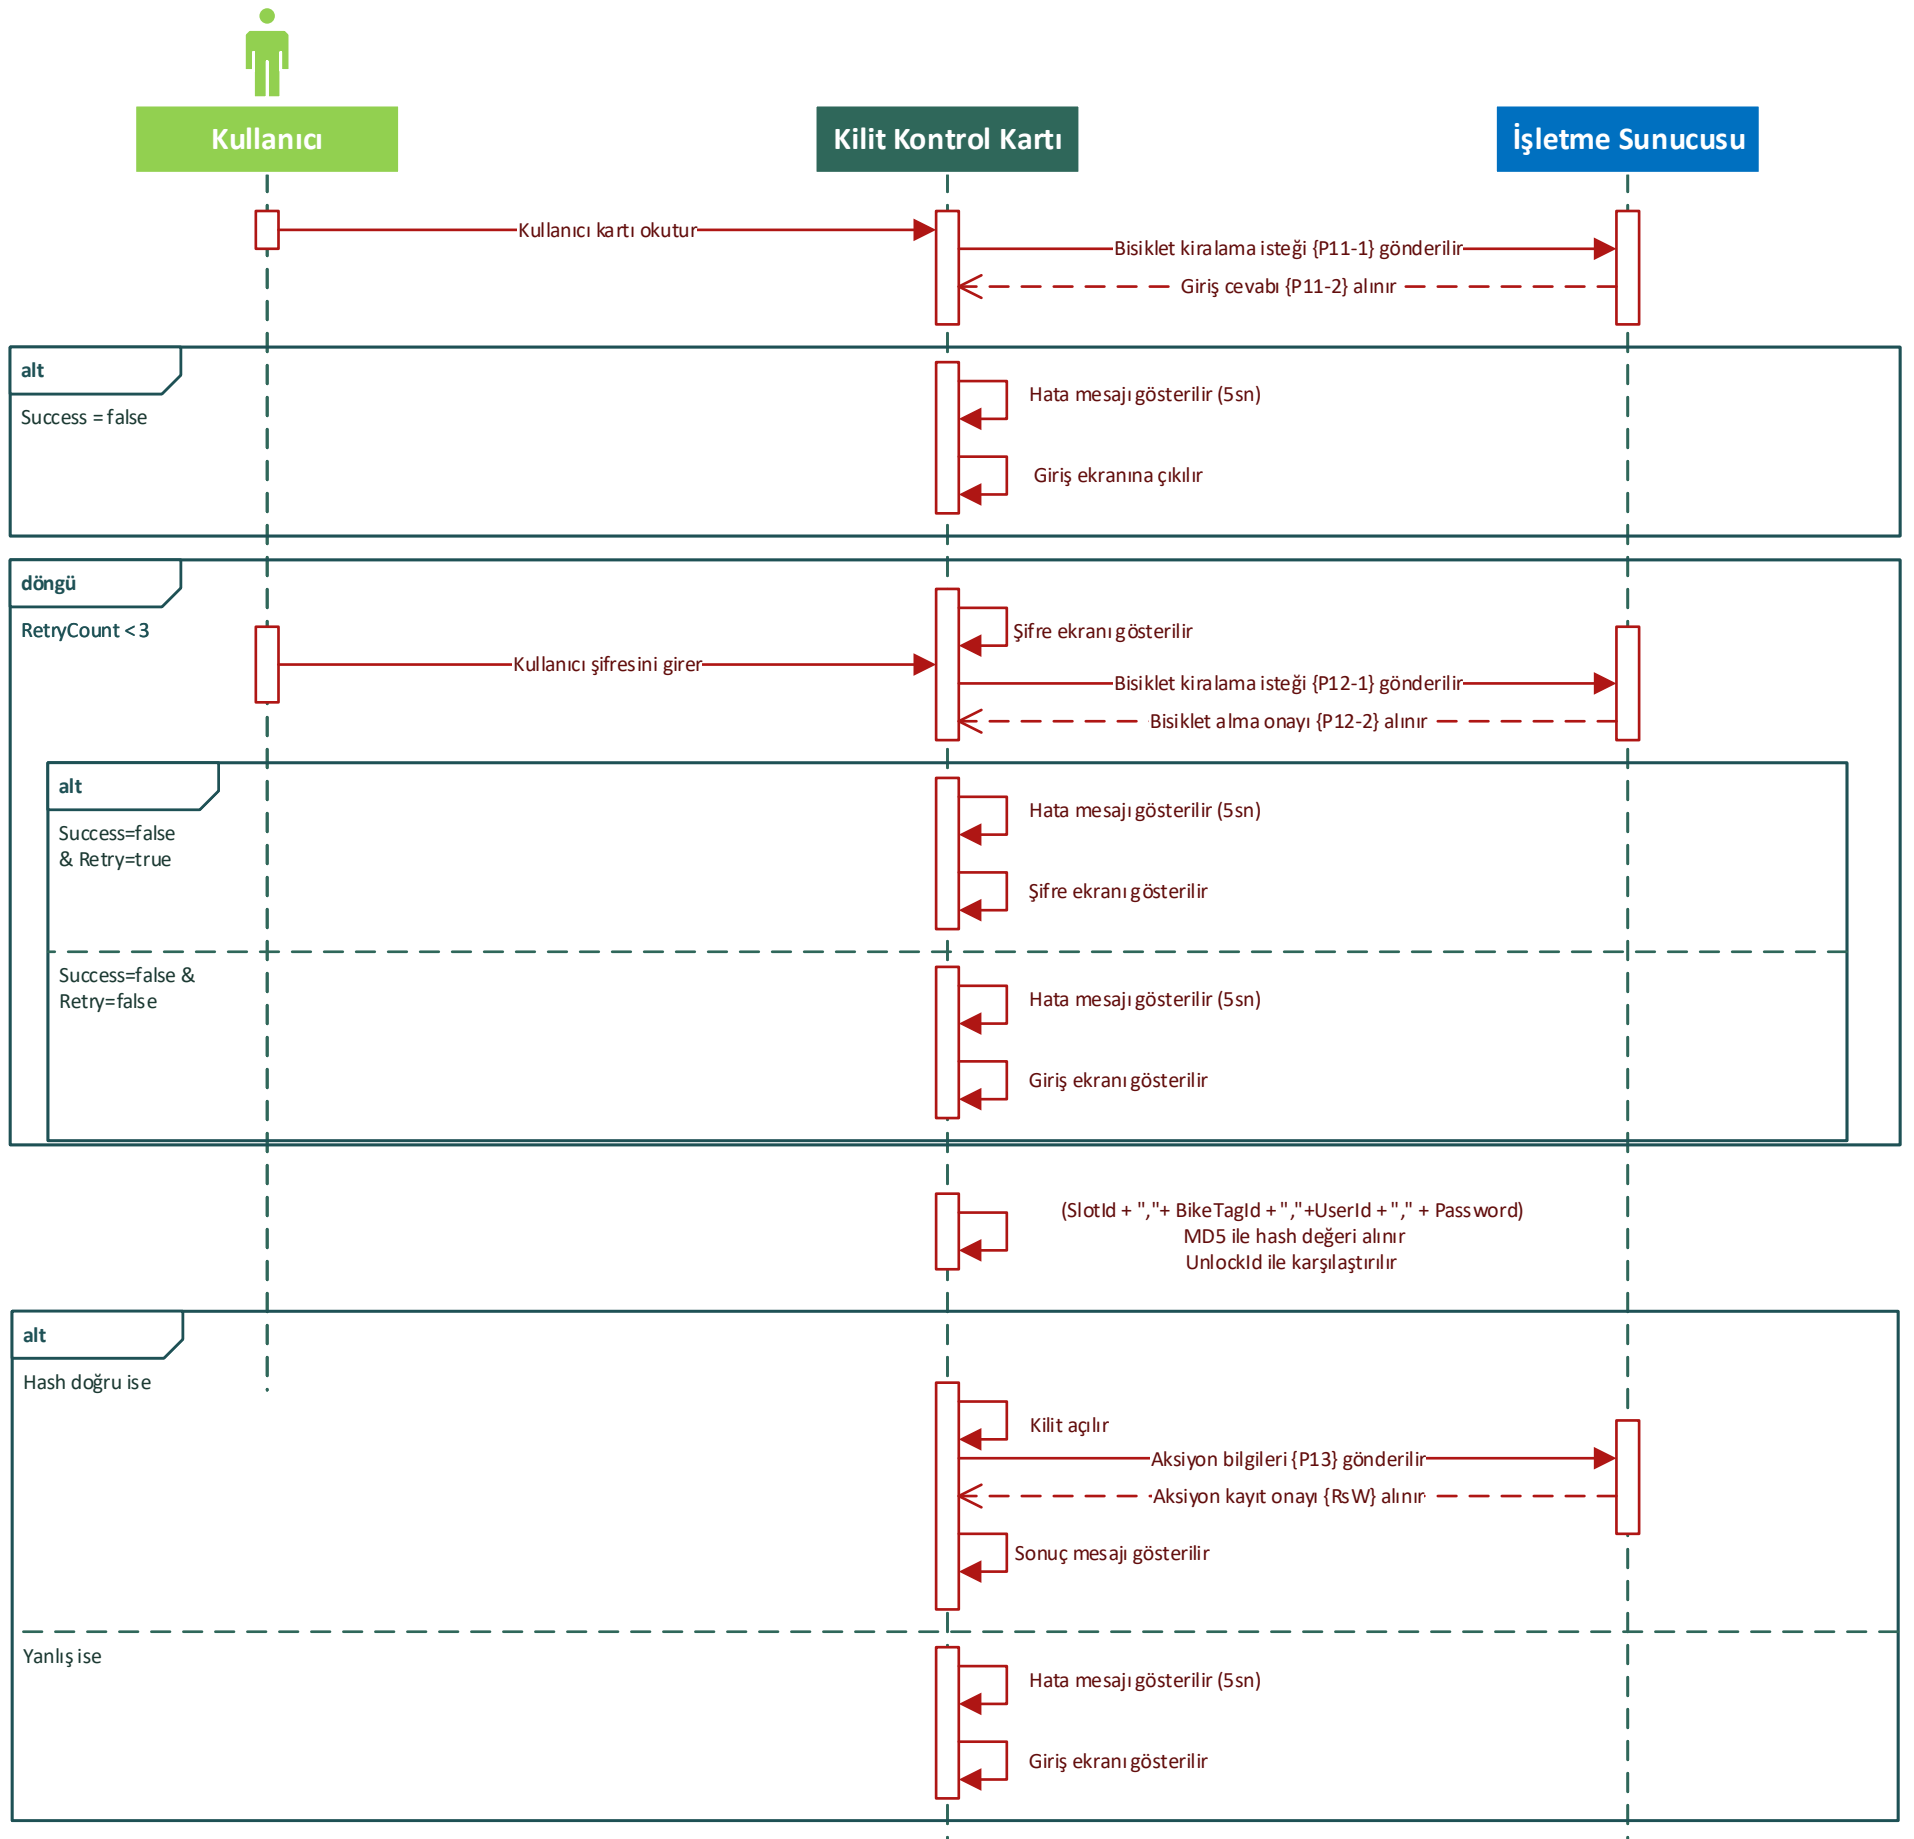 Kullanıcı
Kilit Kontrol Kartı
İşletme Sunucusu
Kullanıcı kartı okutur
Bisiklet kiralama isteği {P11-1} gönderilir
Giriş cevabı {P11-2} alınır
alt
Success = false
Hata mesajı gösterilir (5sn)
Giriş ekranına çıkılır
döngü
RetryCount < 3
Şifre ekranı gösterilir
Kullanıcı şifresini girer
Bisiklet kiralama isteği {P12-1} gönderilir
Bisiklet alma onayı {P12-2} alınır
alt
Success=false
& Retry=true
Hata mesajı gösterilir (5sn)
Şifre ekranı gösterilir
Success=false &
Retry=false
Hata mesajı gösterilir (5sn)
Giriş ekranı gösterilir
(SlotId + ","+ BikeTagId + ","+UserId + "," + Password)
MD5 ile hash değeri alınır
UnlockId ile karşılaştırılır
alt
Hash doğru ise
Kilit açılır
Aksiyon bilgileri {P13} gönderilir
Aksiyon kayıt onayı {RsW} alınır
Sonuç mesajı gösterilir
Yanlış ise
Hata mesajı gösterilir (5sn)
Giriş ekranı gösterilir